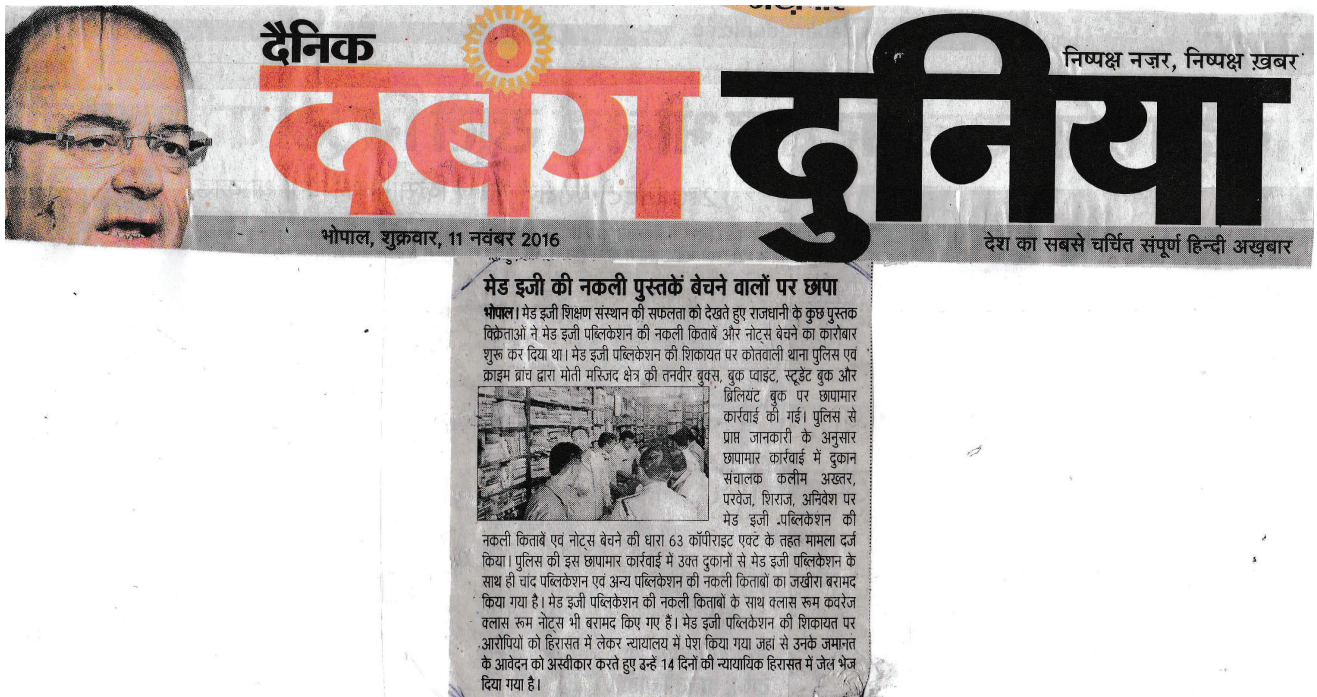 दैनिक
दबंग दुनिया
निष्पक्ष नज़र, निष्पक्ष ख़बर
भोपाल, शुक्रवार, 11 नवंबर 2016
देश का सबसे चर्चित संपूर्ण हिन्दी अख़बार
मेड इजी की नकली पुस्तकें बेचने वालों पर छापा
भोपाल। मेड इजी शिक्षण संस्थान की सफलता को देखते हुए राजधानी के कुछ पुस्तक
विक्रेताओं ने मेड इजी पब्लिकेशन की नकली किताबें और नोट्स बेचने का कारोबार
शुरू कर दिया था। मेड इजी पब्लिकेशन की शिकायत पर कोतवाली थाना पुलिस एवं
क्राइम ब्रांच द्वारा मोती मस्जिद क्षेत्र की तनवीर बुक्स, बुक प्वाइट, स्टूडेंट बुक और
ब्रिलियंट बुक पर छापामार
कार्रवाई की गई। पुलिस से
प्राप्त जानकारी के अनुसार
छापामार कार्रवाई में दुकान
संचालक कलीम अख्तर,
परवेज, शिराज, अनिवेश पर
मेड इजी पब्लिकेशन की
नकली किताबें एवं नोट्स बेचने की धारा 63 कॉपीराइट एक्ट के तहत मामला दर्ज
किया। पुलिस की इस छापामार कार्रवाई में उक्त दुकानों से मेड इजी पब्लिकेशन के
साथ ही चांद पब्लिकेशन एवं अन्य पब्लिकेशन की नकली किताबों का जखीरा बरामद
किया गया है। मेड इजी पब्लिकेशन की नकली किताबों के साथ क्लास रूम कवरेज
क्लास रूम नोट्स भी बरामद किए गए हैं। मेड इजी पब्लिकेशन की शिकायत पर
आरोपियों को हिरासत में लेकर न्यायालय में पेश किया गया जहां से उनके जमानत
के आवेदन को अस्वीकार करते हुए उन्हें 14 दिनों की न्यायायिक हिरासत में जेल भेज
दिया गया है।